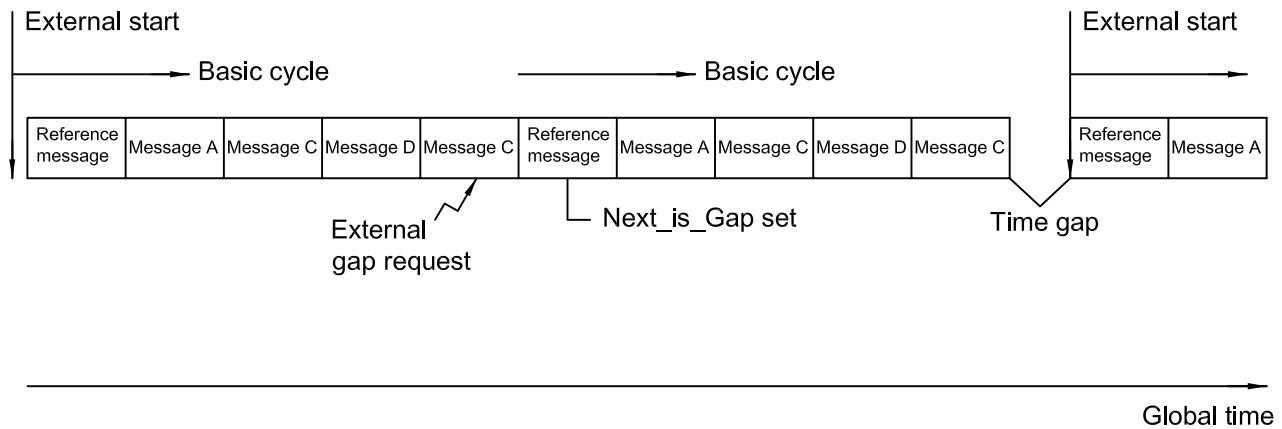 External start
External start
Basic cycle
Basic cycle
Reference
message
Message A
Message C
Message D
Message C
Reference
message
Message A
Message C
Message D
Message C
Reference
message
Message A
External
gap request
Next_is_Gap set
Time gap
Global time